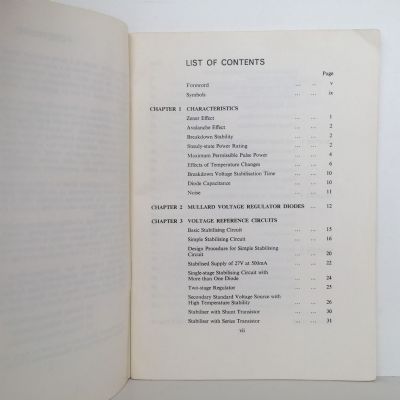 LIST OF CONTENTS
Page
Foreword ... .. v
Symbols ... ... ix
CHAPTER 1 CHARACTERISTICS
Zener Effect ... ... 1
Avalanche Effect ... ... 2
Breakdown Stability ... ... 2
Steady-state Power Rating ... ... 2
Maximum Permissible Pulse Power ... ... 4
Effects of Temperature Changes ... ... 6
Breakdown Voltage Stabilisation Time ... ... 10
Diode Capacitance ... ... 10
Noise ... ... 11
CHAPTER 2 MULLARD VOLTAGE REGULATOR DIODES ... 12
CHAPTER 3 VOLTAGE REFERENCE CIRCUITS
Basic Stabilising Circuit ... ... 15
Simple Stabilising Circuit ... ... 16
Design Procedure for Simple Stabilising
Circuit ... ... 20
Stabilised Supply of 27V at 500mA ... ... 22
Single-stage Stabilising Circuit with
More than One Diode ... ... 24
Two-stage Regulator ... ... 25
Secondary Standard Voltage Source with
High Temperature Stability ... ... 26
Stabiliser with Shunt Transistor ... ... 30
Stabiliser with Series Transistor ... ... 31
vii